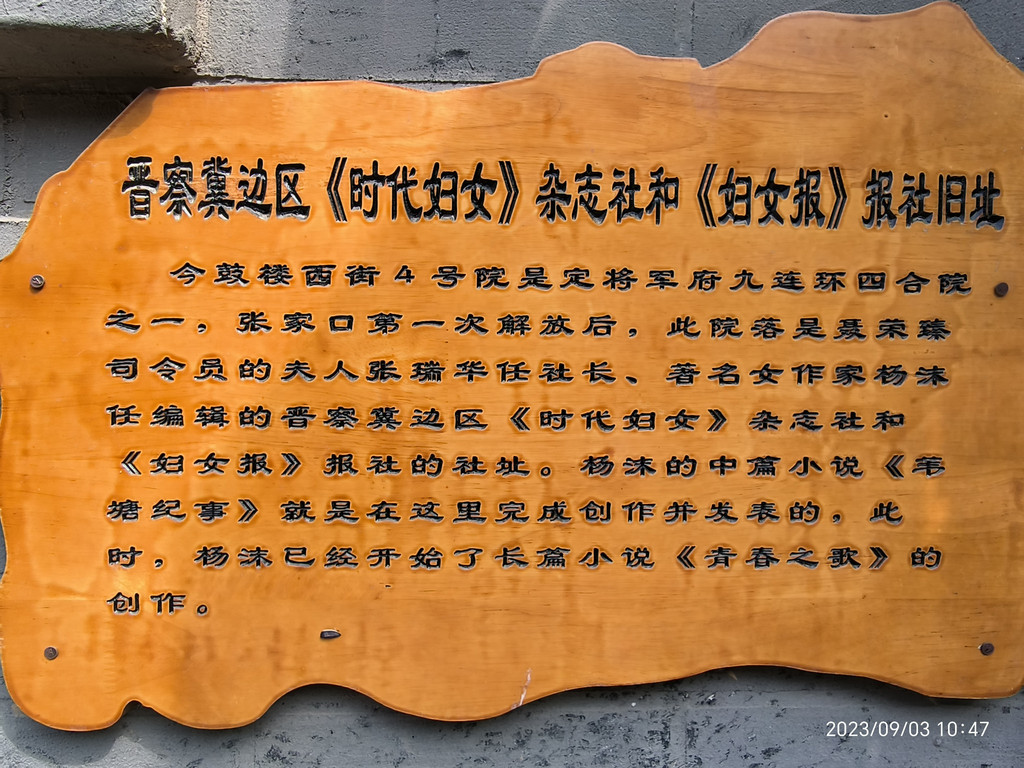 晋察冀边区《时代妇女》杂志社和《妇女报》报社旧址
今鼓楼西街4号院是定将军府九连环四合院
之一，张家口第一次解放后，此院落是聂荣臻
司令员的夫人张瑞华任社长、著名女作家杨沫
任编辑的晋察冀边区《时代妇女》杂志社和
《妇女报》报社的社址。杨沫的中篇小说《苇
塘纪事》就是在这里完成创作并发表的，此
时，杨沫已经开始了长篇小说《青春之歌》的
创作。
2023/09/03 10:47